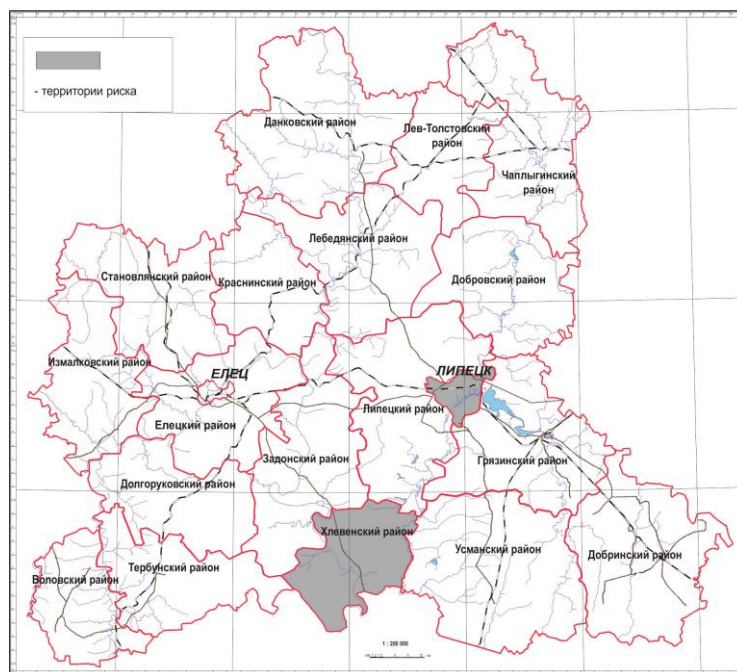 - территории риска
Данковский район
Лев-Толстовский
район
Чаплыгинский
район
Лебедянский район
Становлянский район
Краснинский район
Добровский район
Измалковский район
ЕЛЕЦ
ЛИПЕЦК
Елецкий район
Липецкий район
Задонский район
Грязинский район
Долгоруковский район
Хлевенский район
Воловский район
Тербунский район
Усманский район
Добринский район
1 : 200 000